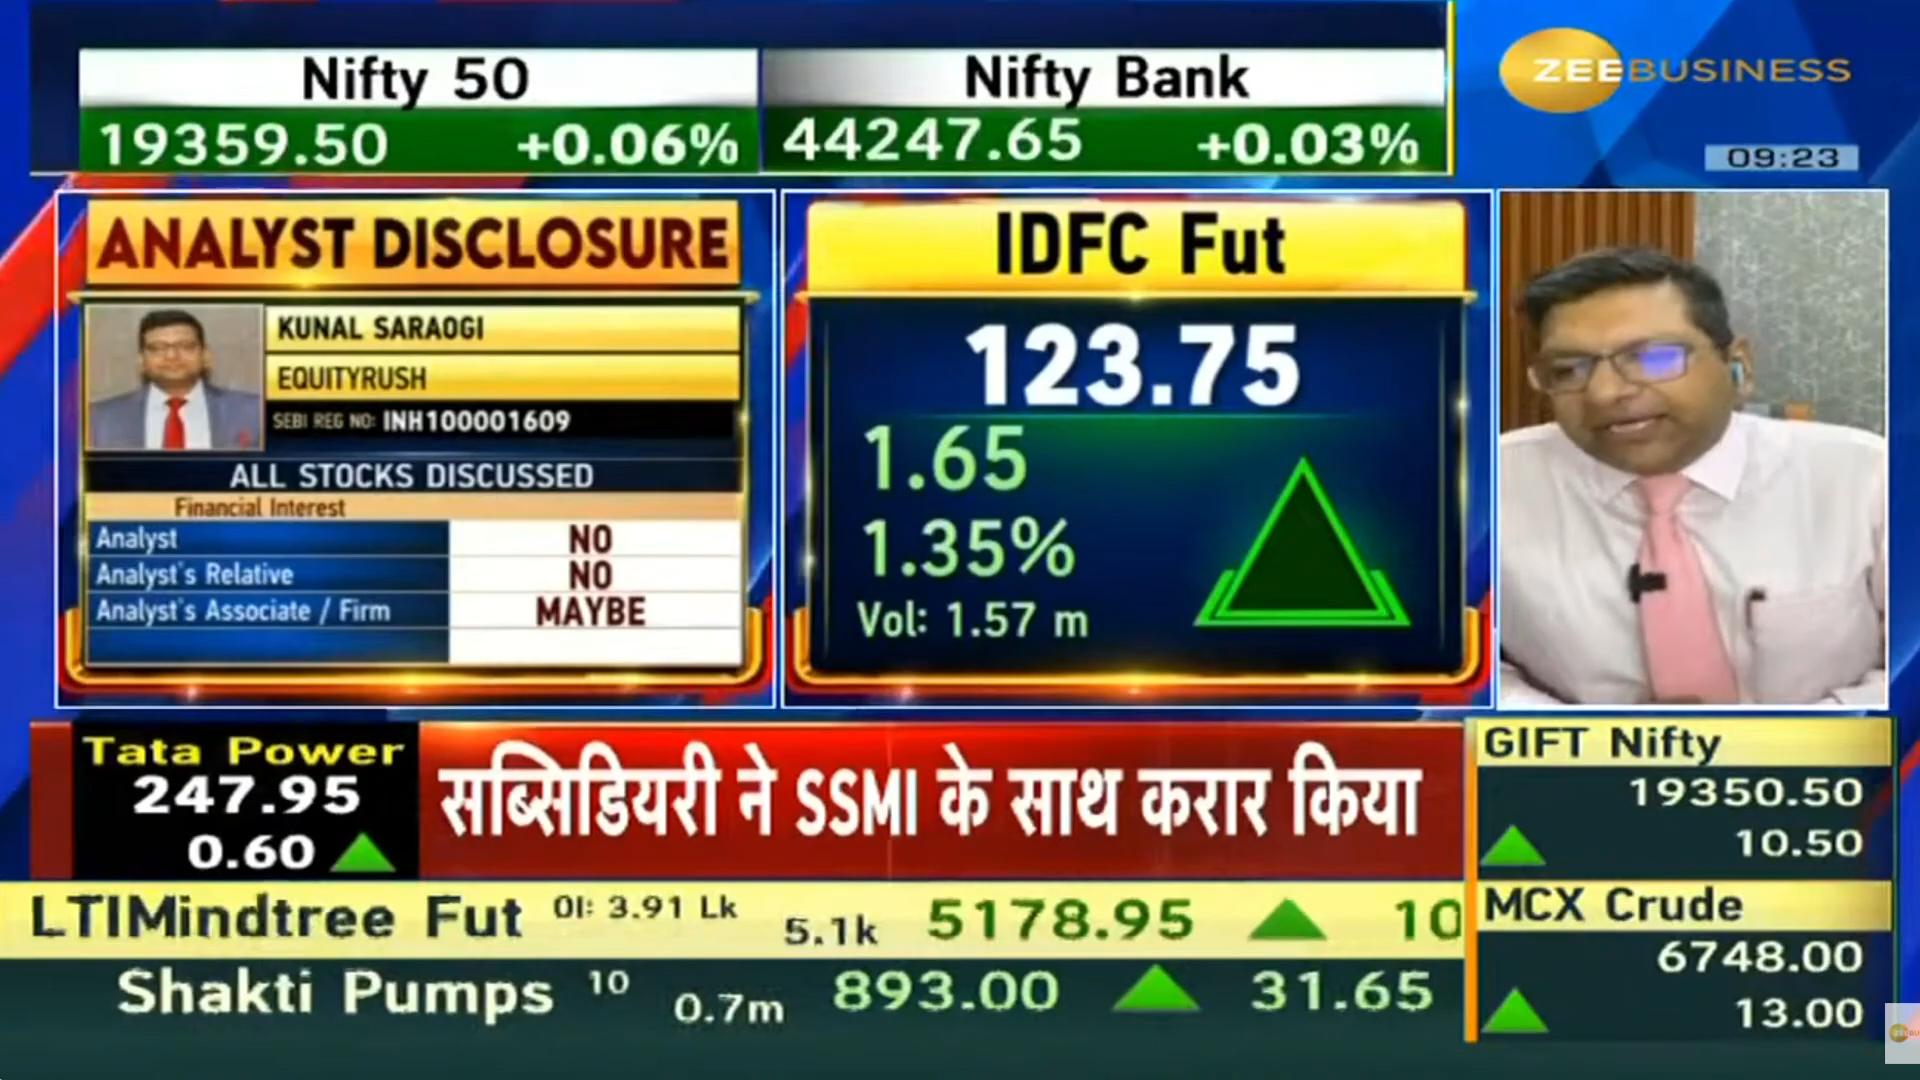 Nifty 50
19359.50 +0.06%
Nifty Bank
44247.65 +0.03%
ZEEBUSINESS
09:23
ANALYST DISCLOSURE
KUNAL SARAOGI
EQUITYRUSH
SEBI REG NO: INH100001609
ALL STOCKS DISCUSSED
Financial Interest
Analyst NO
Analyst's Relative NO
Analyst's Associate / Firm MAYBE
IDFC Fut
123.75
1.65
1.35%
Vol: 1.57 m
Tata Power
247.95
0.60
सब्सिडियरी ने SSMI के साथ करार किया
GIFT Nifty
19350.50
10.50
MCX Crude
6748.00
13.00
LTIMindtree Fut OI: 3.91 Lk 5.1k 5178.95 10
Shakti Pumps 10 0.7m 893.00 31.65